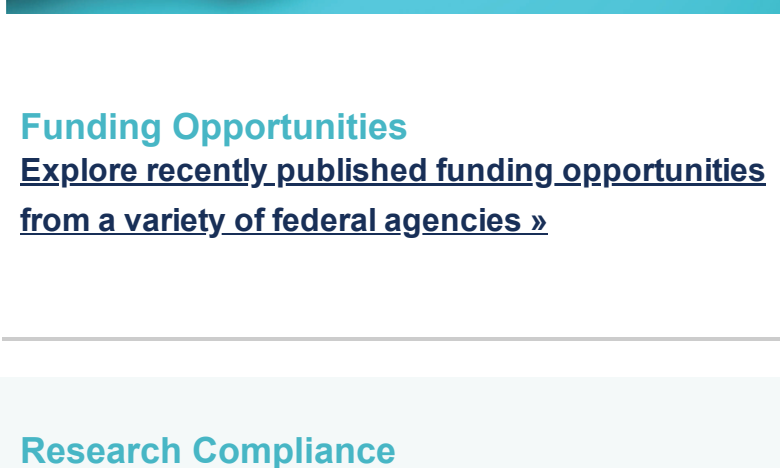 Funding Opportunities
Explore recently published funding opportunities
from a variety of federal agencies »
Research Compliance